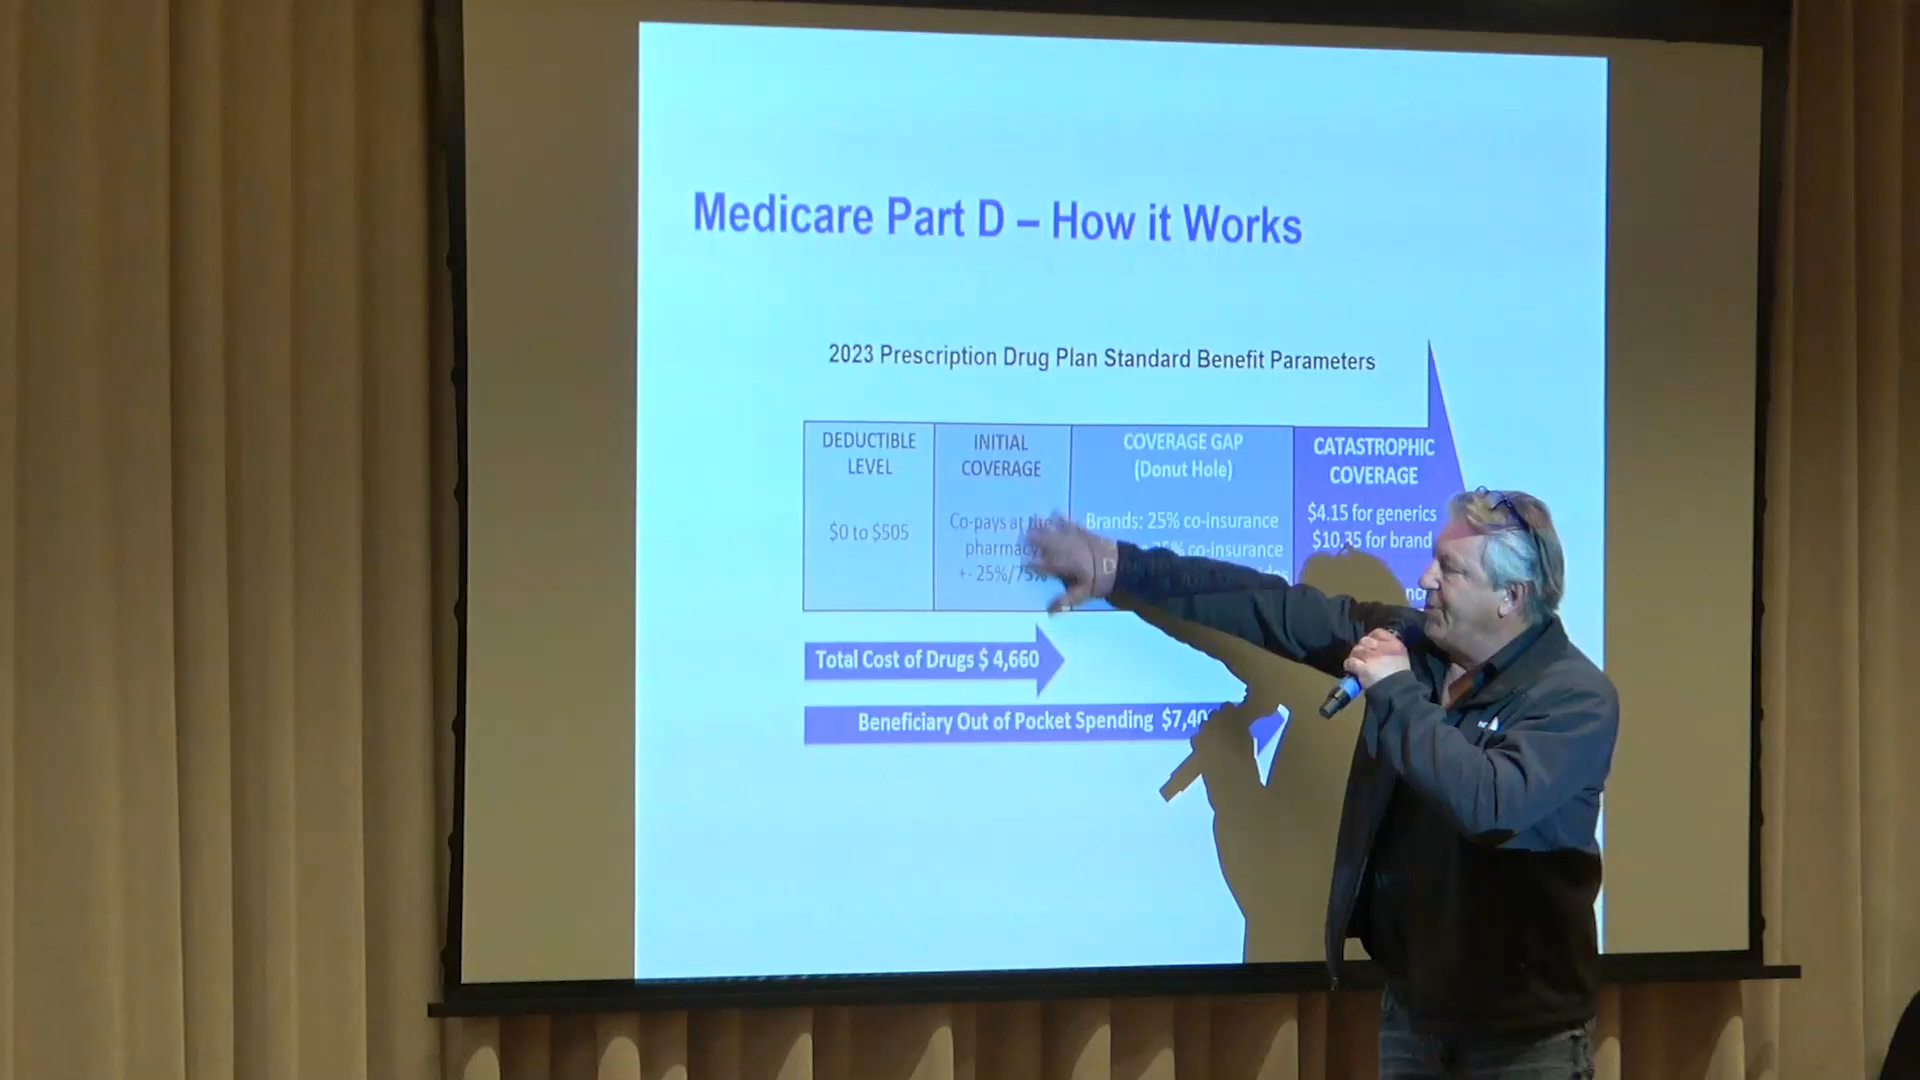 Medicare Part D – How it Works
2023 Prescription Drug Plan Standard Benefit Parameters
DEDUCTIBLE
LEVEL
$0 to $505
INITIAL
COVERAGE
Co-pays at the
pharmacy
+- 25%/75%
COVERAGE GAP
(Donut Hole)
Brands: 25% co-insurance
25% co-insurance
CATASTROPHIC
COVERAGE
$4.15 for generics
$10.35 for brand
Total Cost of Drugs $ 4,660
Beneficiary Out of Pocket Spending